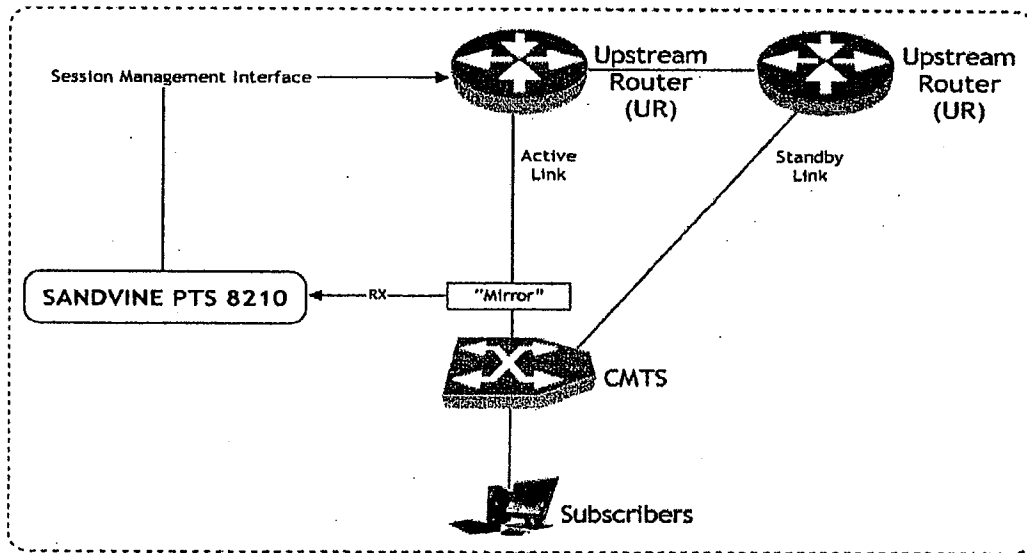 Session Management Interface
Upstream
Router
(UR)
Upstream
Router
(UR)
Active
Link
Standby
Link
SANDVINE PTS 8210
RX
"Mirror"
CMTS
Subscribers